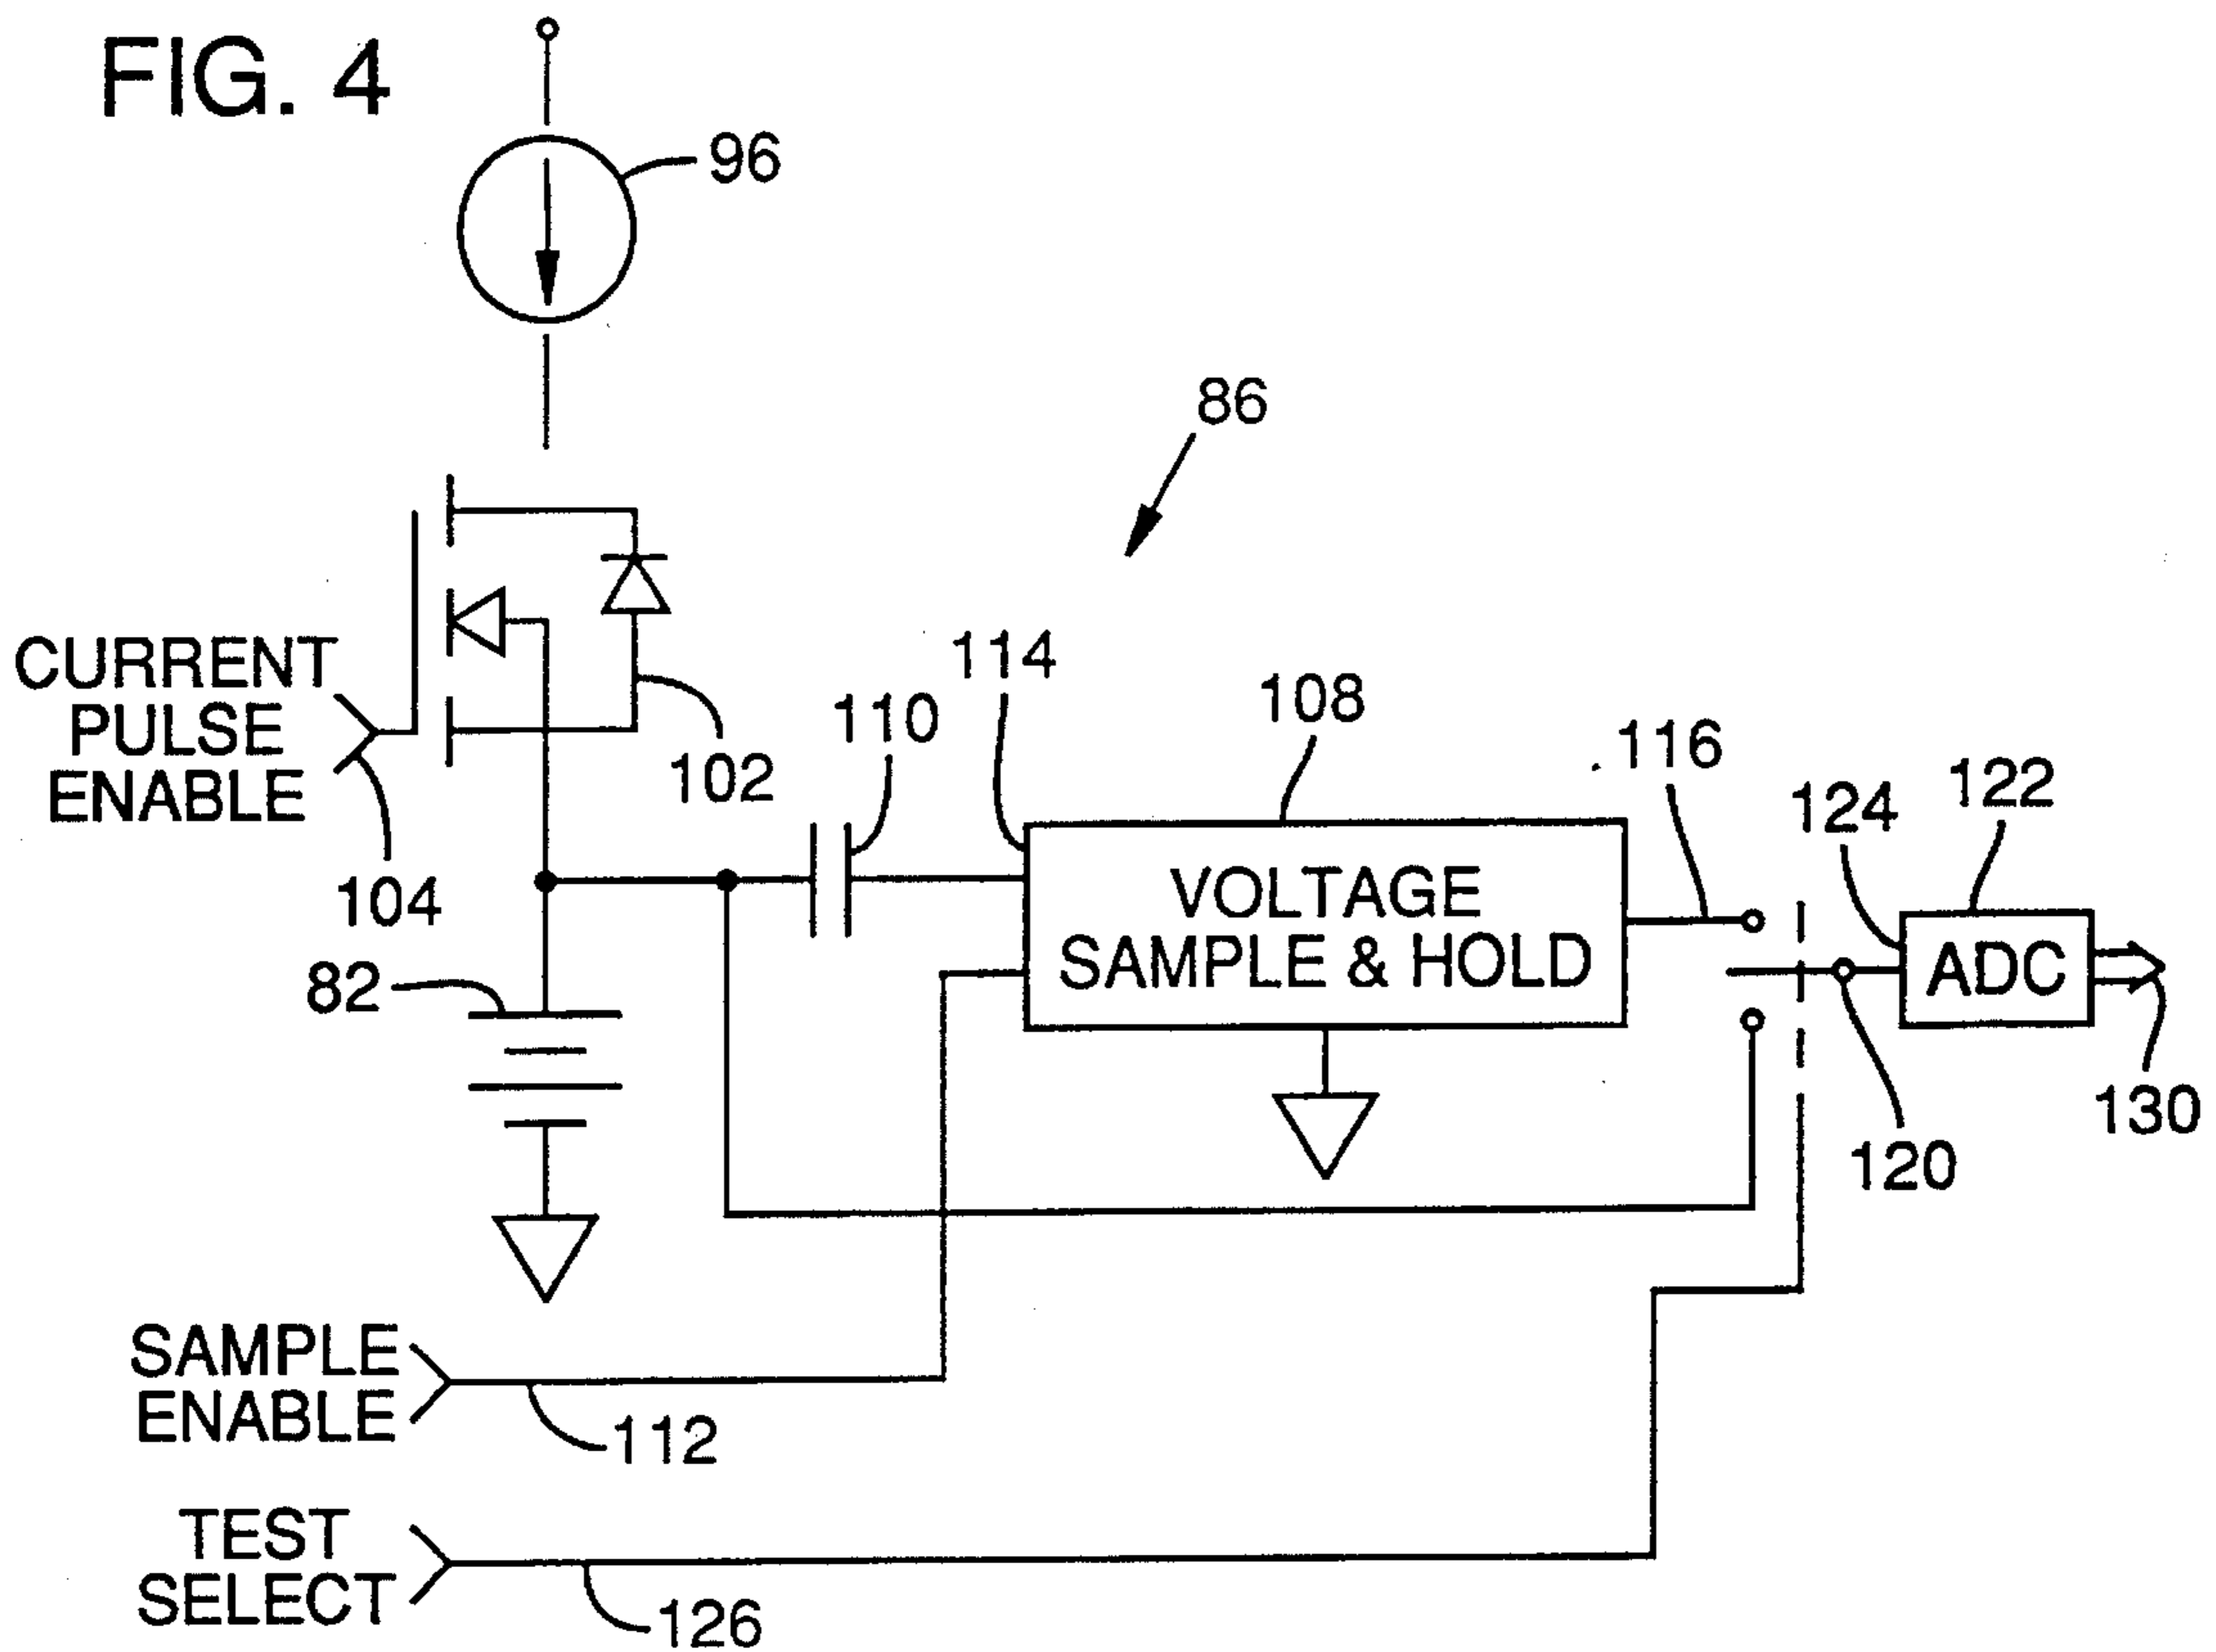 FIG. 4
96
86
CURRENT
PULSE
ENABLE
104
102
110
114
108
116
124
122
VOLTAGE
SAMPLE & HOLD
ADC
82
130
120
SAMPLE
ENABLE
112
TEST
SELECT
126